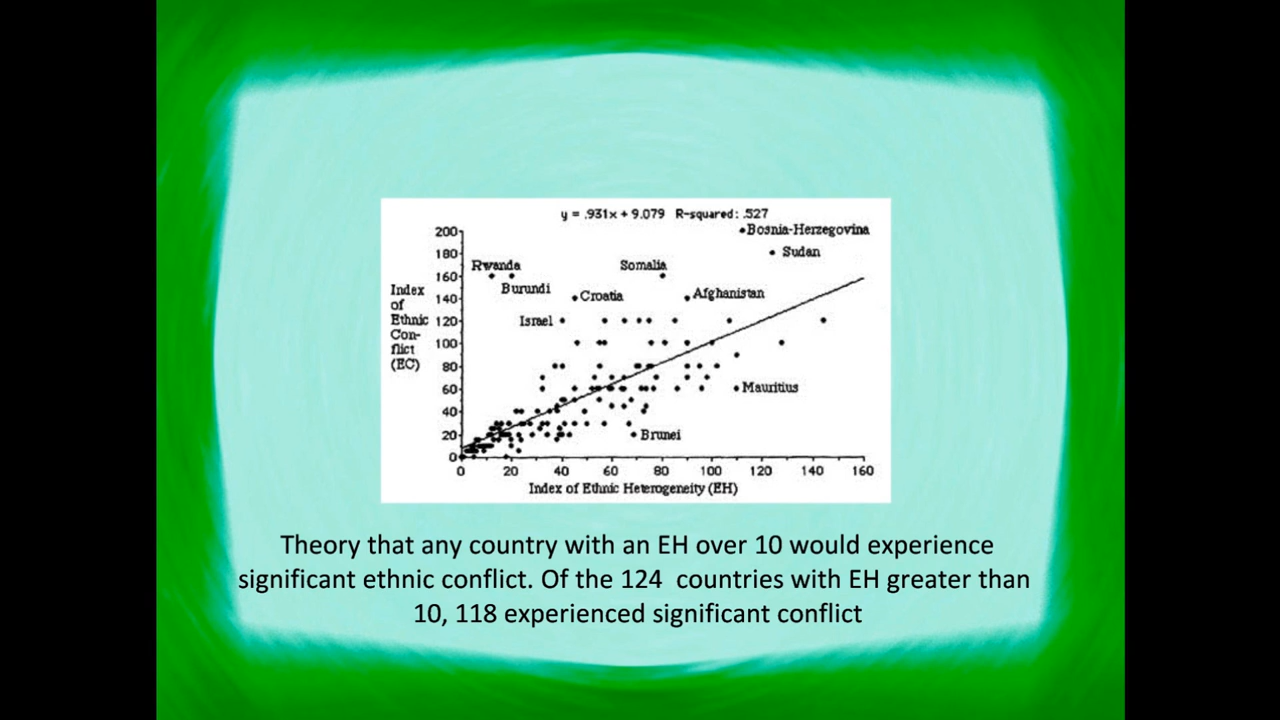 y = .931x + 9.079 R-squared: .527
200
180
160
140
120
100
80
60
40
20
0
Index
of
Ethnic
Con-
flict
(EC)
Bosnia-Herzegovina
Sudan
Rwanda
Somalia
Burundi
Croatia
Afghanistan
Israel
Mauritius
Brunei
0 20 40 60 80 100 120 140 160
Index of Ethnic Heterogeneity (EH)
Theory that any country with an EH over 10 would experience
significant ethnic conflict. Of the 124 countries with EH greater than
10, 118 experienced significant conflict